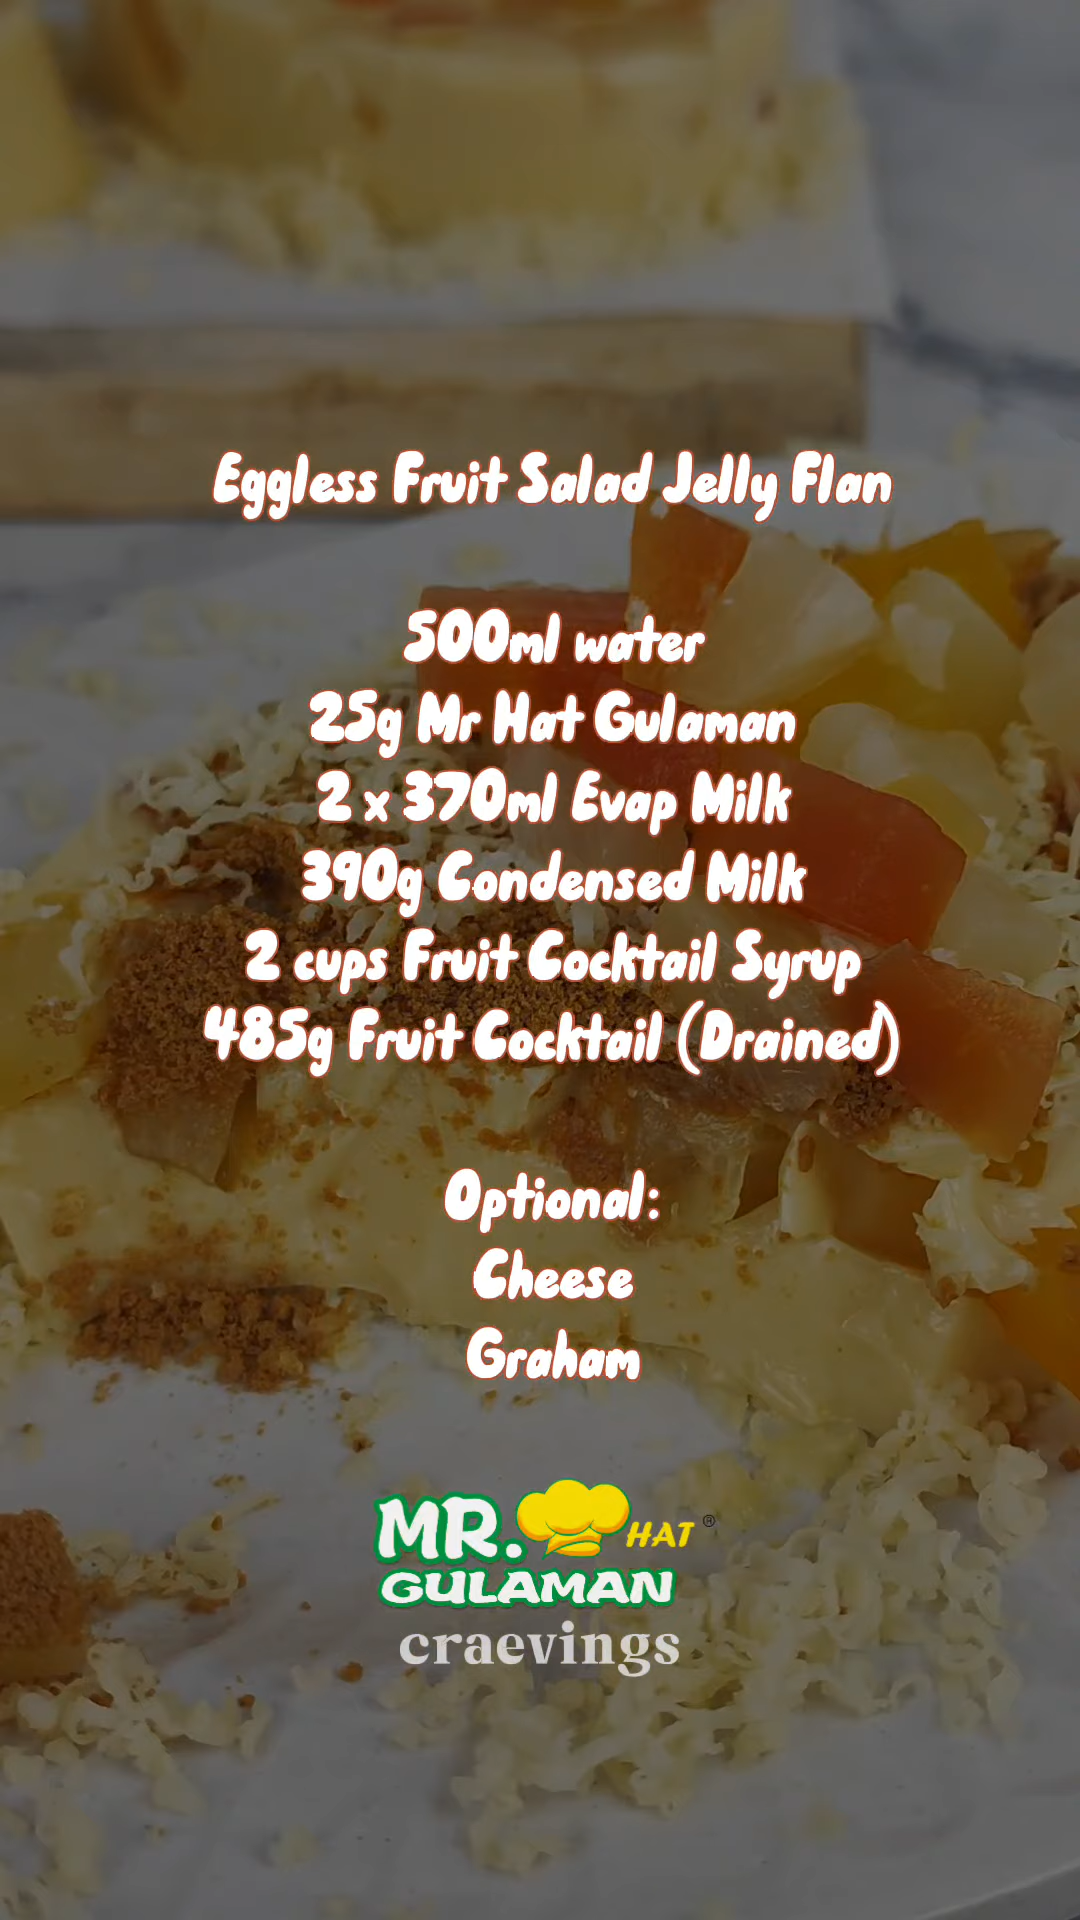 Eggless Fruit Salad Jelly Flan
500ml water
25g Mr Hat Gulaman
2 x 370ml Evap Milk
390g Condensed Milk
2 cups Fruit Cocktail Syrup
485g Fruit Cocktail (Drained)
Optional:
Cheese
Graham
MR. HAT ®
GULAMAN
craevings